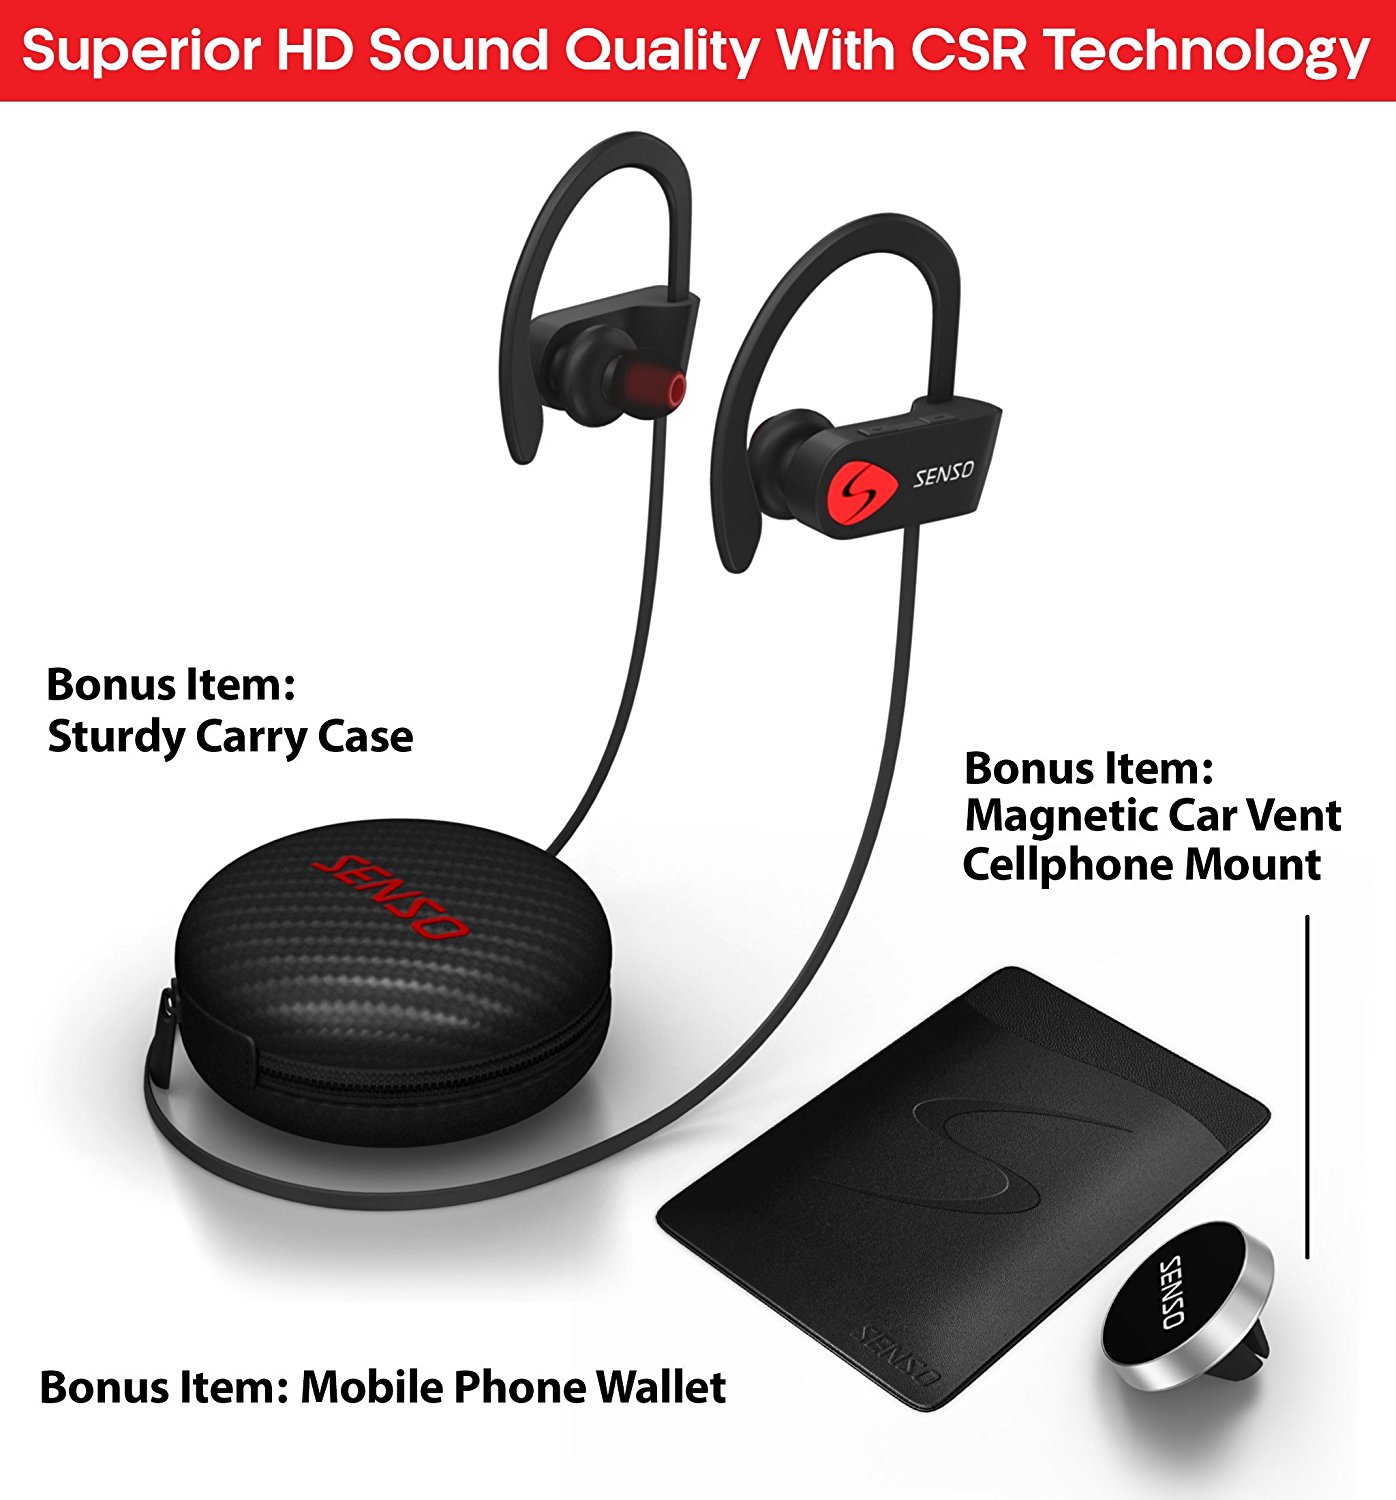 Superior HD Sound Quality With CSR Technology
SENSO
Bonus Item:
Sturdy Carry Case
Bonus Item:
Magnetic Car Vent
Cellphone Mount
SENSO
SENSO
SENSO
Bonus Item: Mobile Phone Wallet